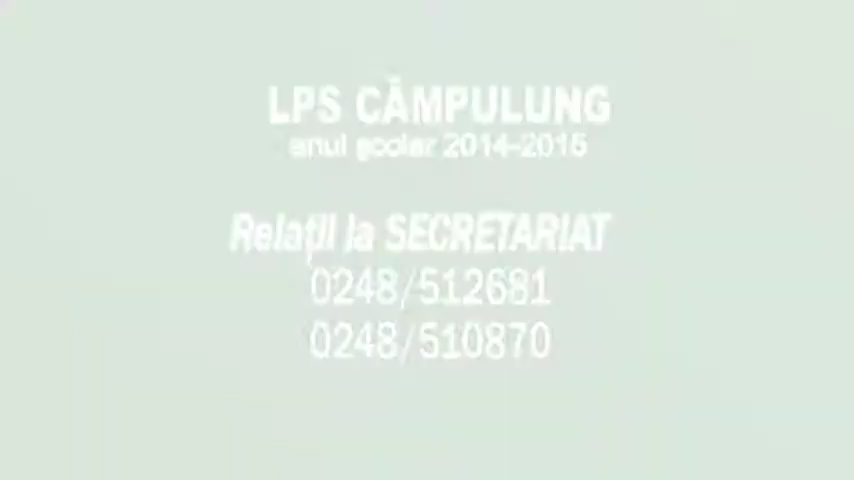 LPS CÂMPULUNG
anul școlar 2014-2015
Relații la SECRETARIAT
0248/512681
0248/510870